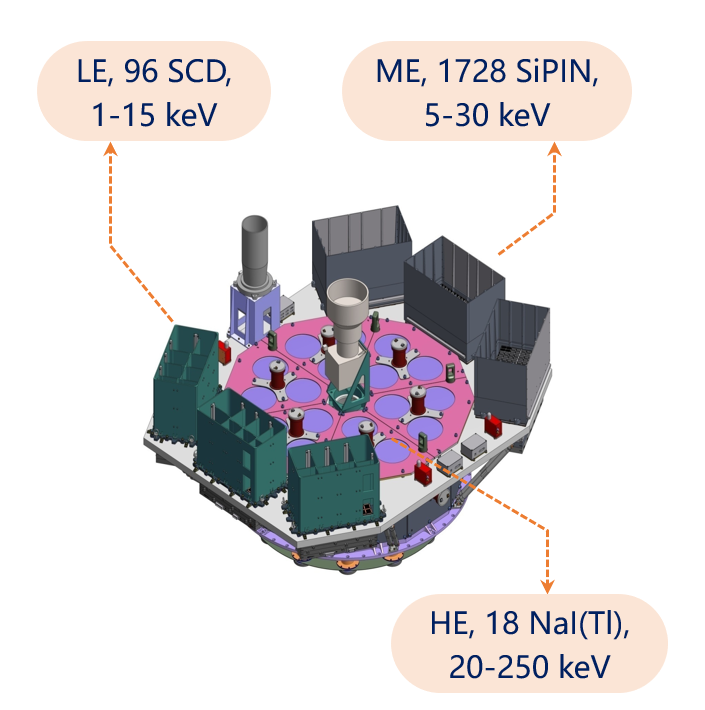 LE, 96 SCD,
1-15 keV
ME, 1728 SiPIN,
5-30 keV
HE, 18 NaI(Tl),
20-250 keV